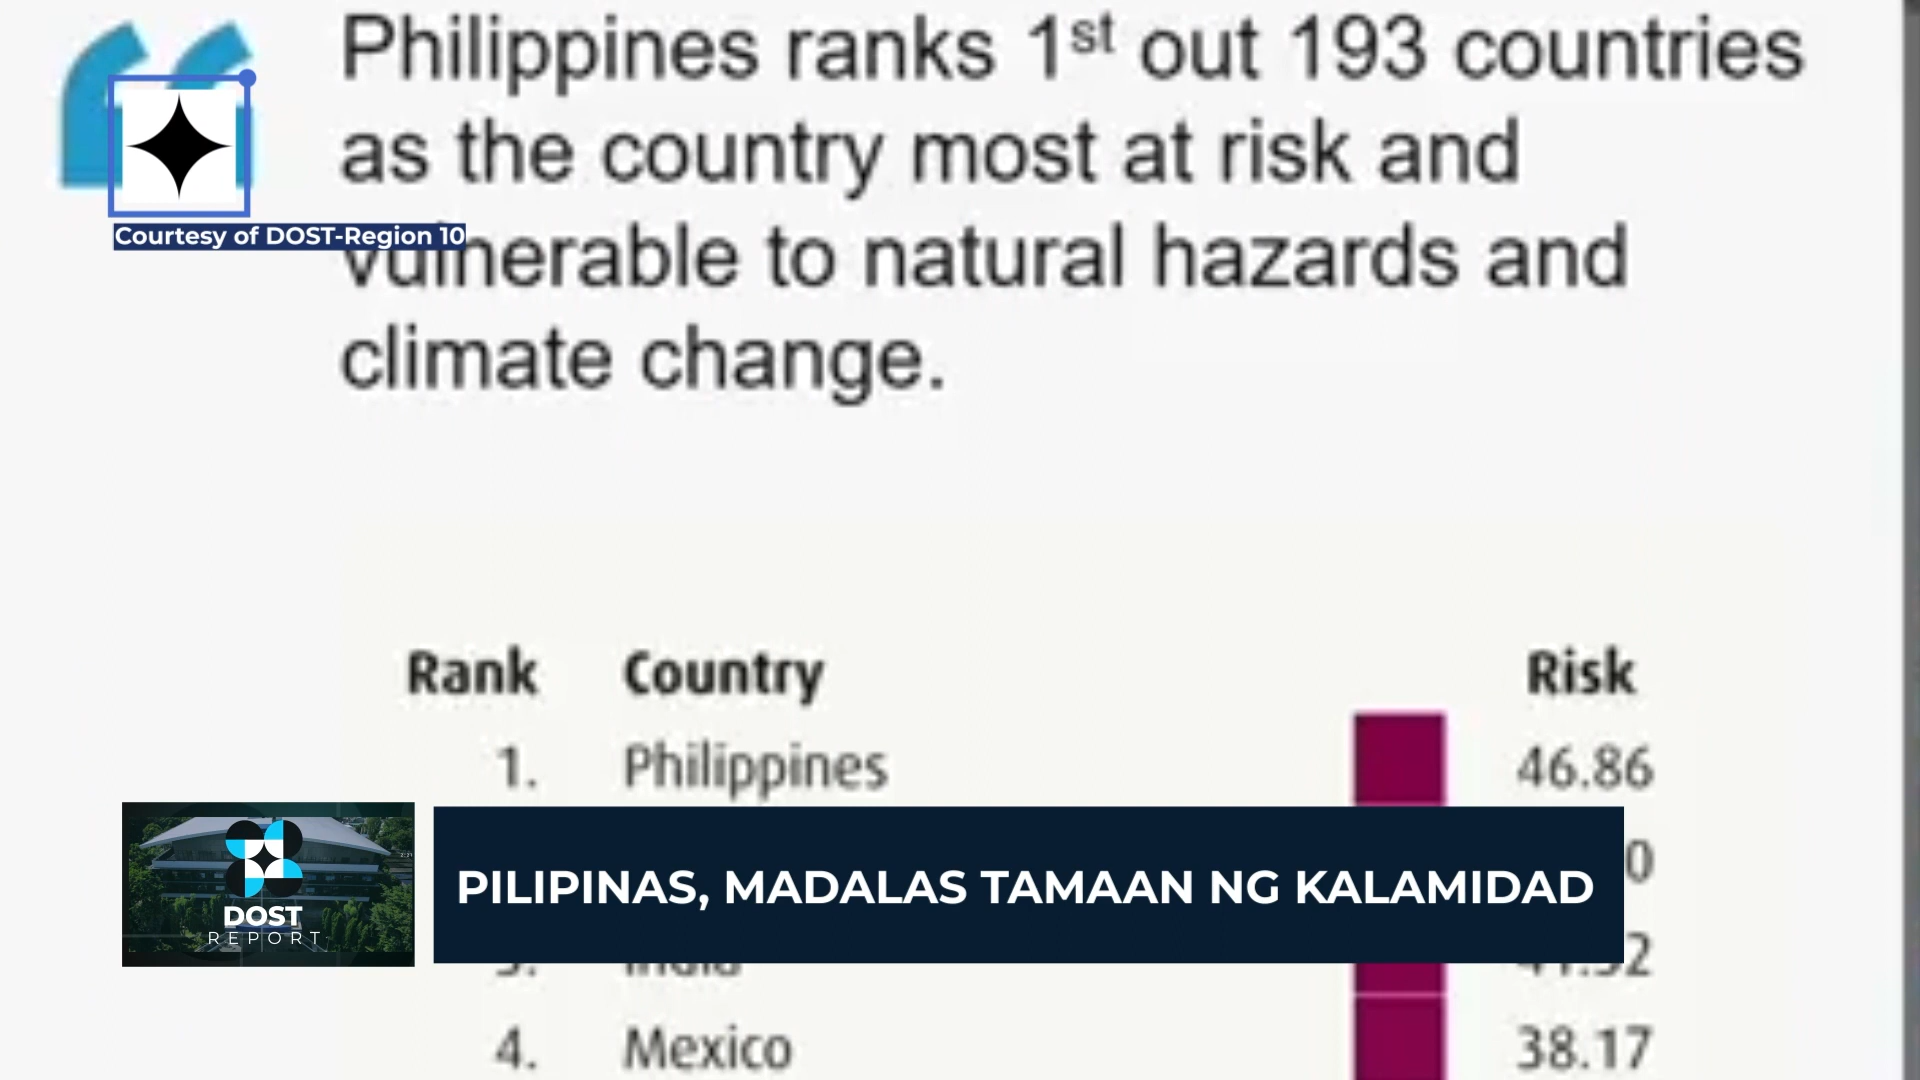 Philippines ranks 1st out 193 countries
as the country most at risk and
Courtesy of DOST-Region 10
vulnerable to natural hazards and
climate change.
Rank Country Risk
1. Philippines 46.86
DOST
REPORT
PILIPINAS, MADALAS TAMAAN NG KALAMIDAD
3. India
4. Mexico 38.17